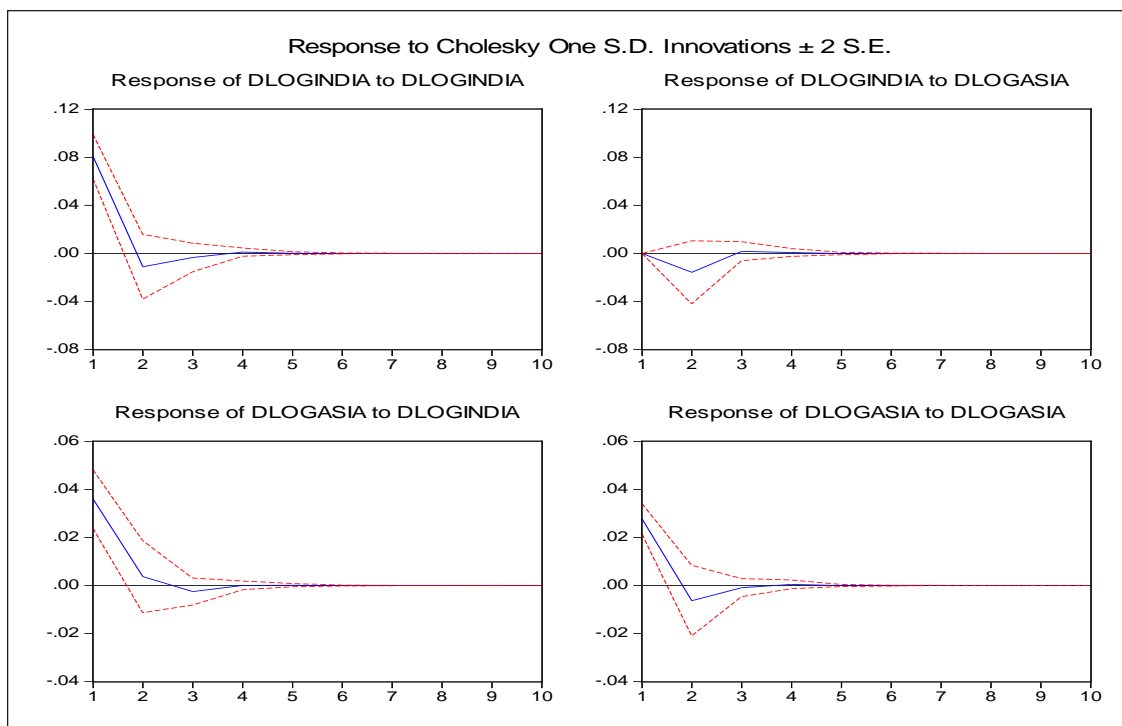 Response to Cholesky One S.D. Innovations ± 2 S.E.
Response of DLOGINDIA to DLOGINDIA
.12
.08
.04
.00
-.04
-.08
1 2 3 4 5 6 7 8 9 10
Response of DLOGINDIA to DLOGASIA
.12
.08
.04
.00
-.04
-.08
1 2 3 4 5 6 7 8 9 10
Response of DLOGASIA to DLOGINDIA
.06
.04
.02
.00
-.02
-.04
1 2 3 4 5 6 7 8 9 10
Response of DLOGASIA to DLOGASIA
.06
.04
.02
.00
-.02
-.04
1 2 3 4 5 6 7 8 9 10